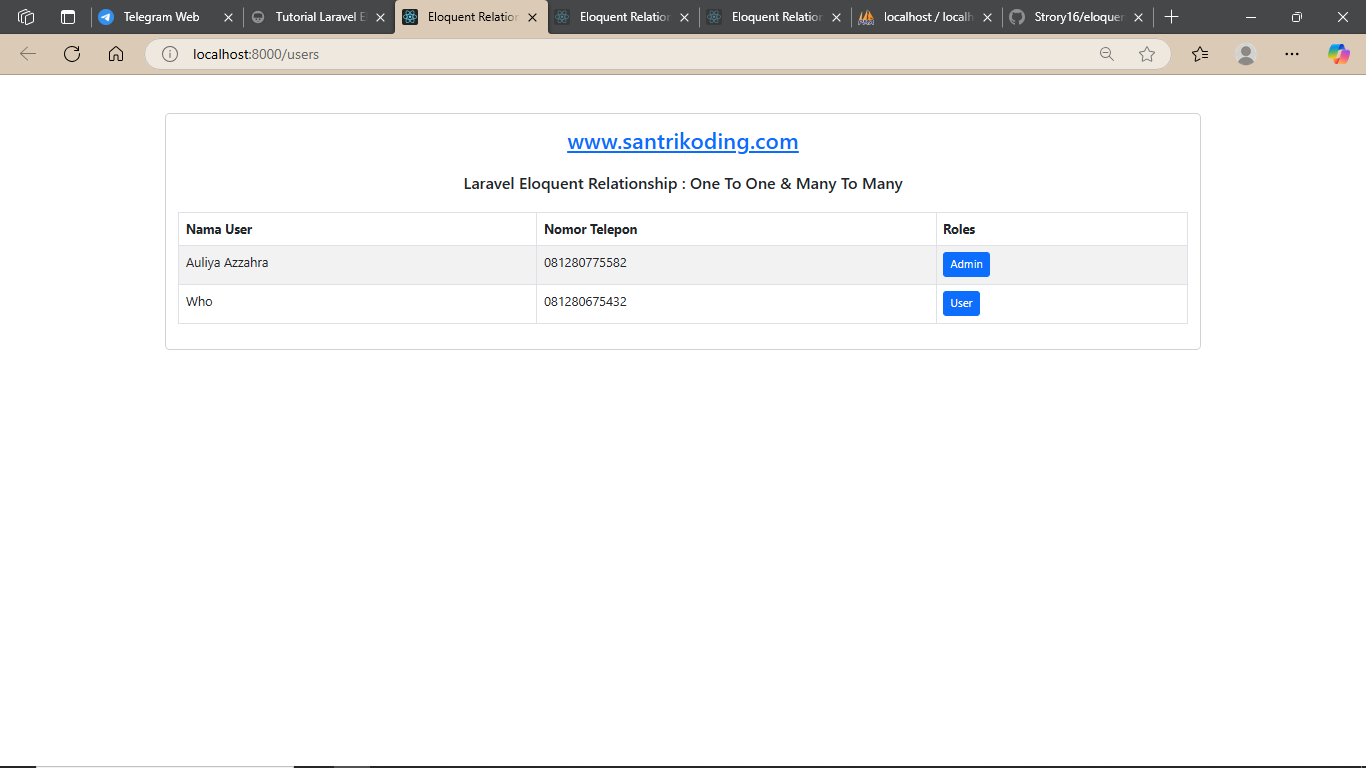 Telegram Web
Tutorial Laravel El
Eloquent Relation
Eloquent Relation
Eloquent Relation
localhost / localh
Strory16/eloquen
localhost:8000/users
www.santrikoding.com
Laravel Eloquent Relationship : One To One & Many To Many
Nama User Nomor Telepon Roles
Auliya Azzahra 081280775582 Admin
Who 081280675432 User